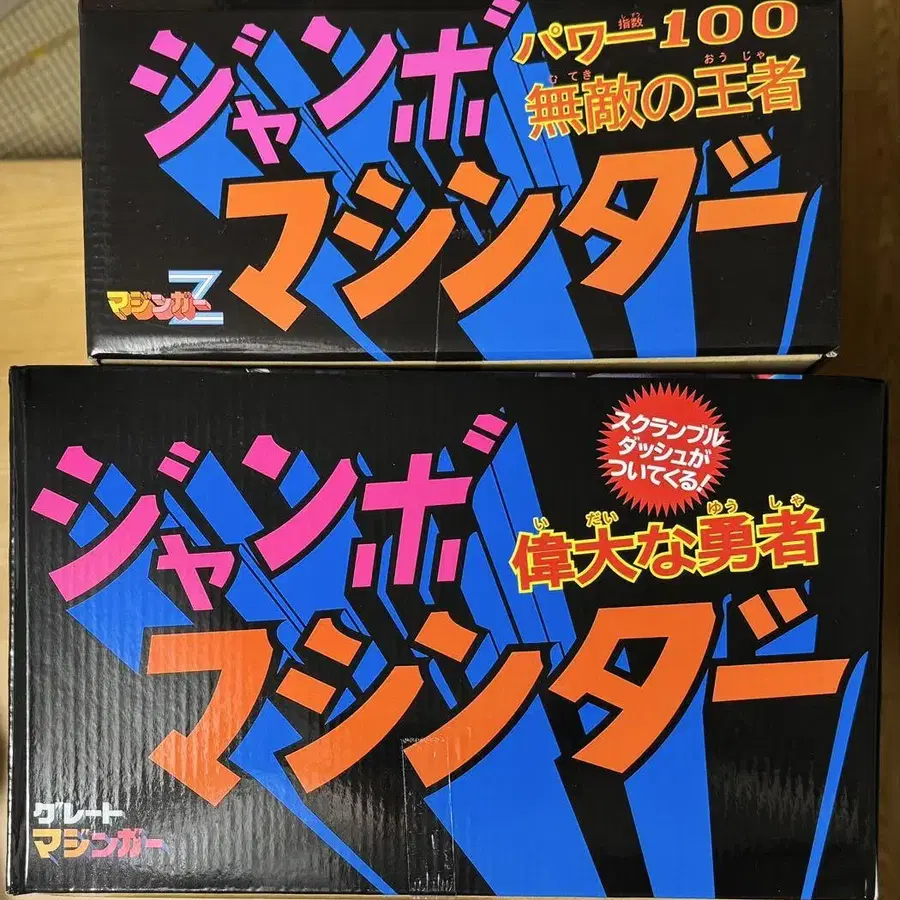 ジャンボ
マシンダー
パワー指数100
むてき おうじゃ
無敵の王者
マジンガーZ
ジャンボ
マシンダー
スクランブル
ダッシュが
ついてくる!
いだい ゆうしゃ
偉大な勇者
グレート
マジンガー